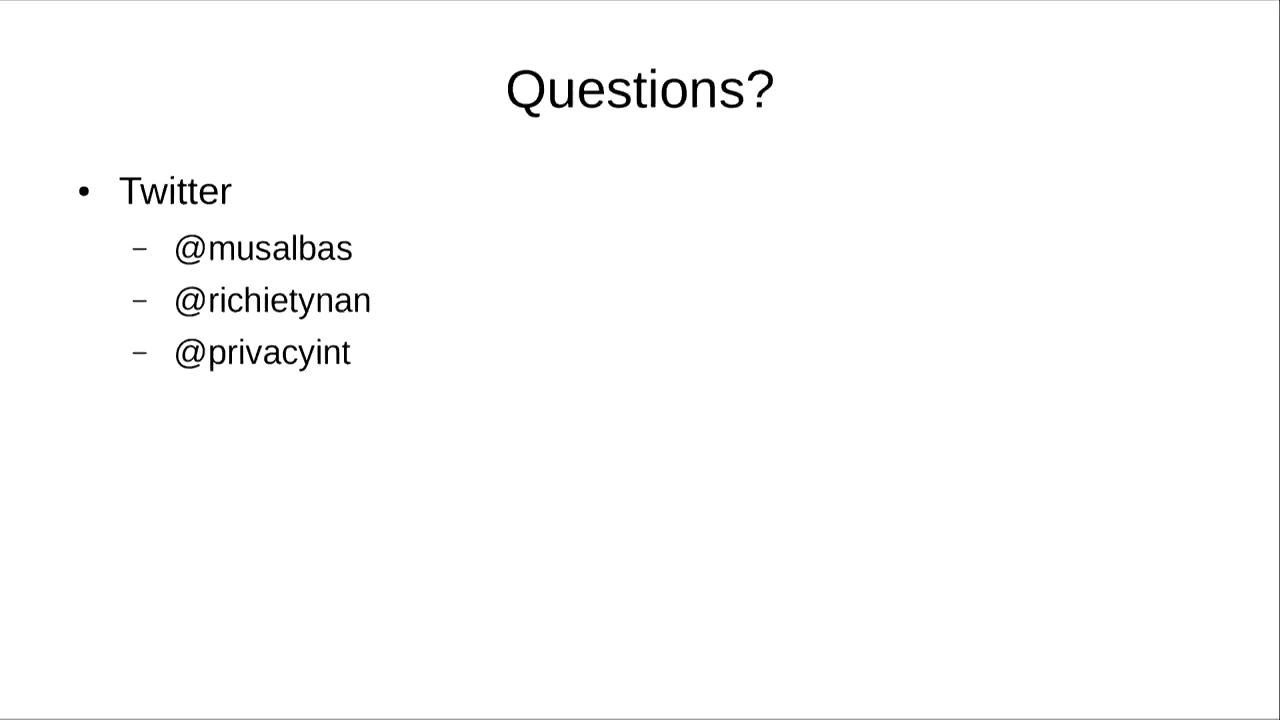 Questions?
• Twitter
– @musalbas
– @richietynan
– @privacyint